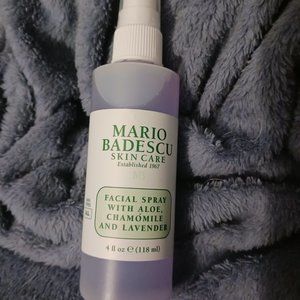 MARIO
BADESCU
SKIN CARE
Established 1967
FACIAL SPRAY
WITH ALOE,
CHAMOMILE
AND LAVENDER
4 fl oz ℮ (118 ml)